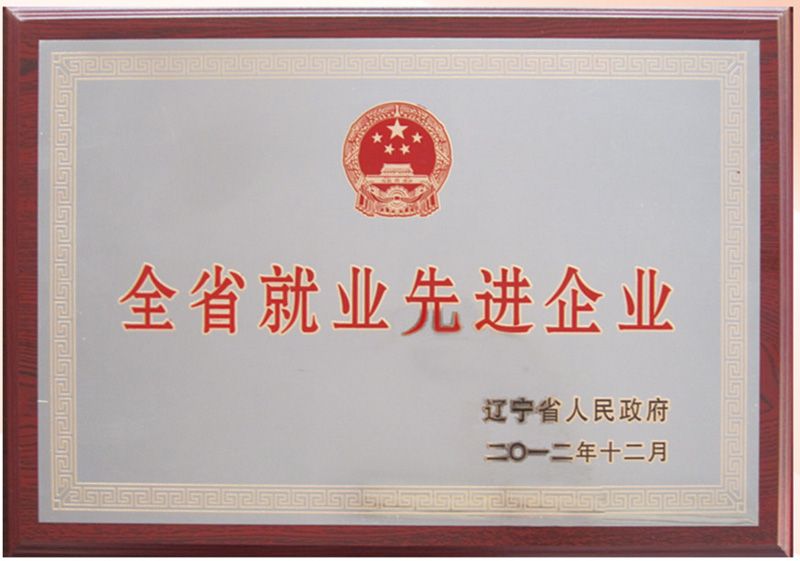 全省就业先进企业
辽宁省人民政府
二〇一二年十二月